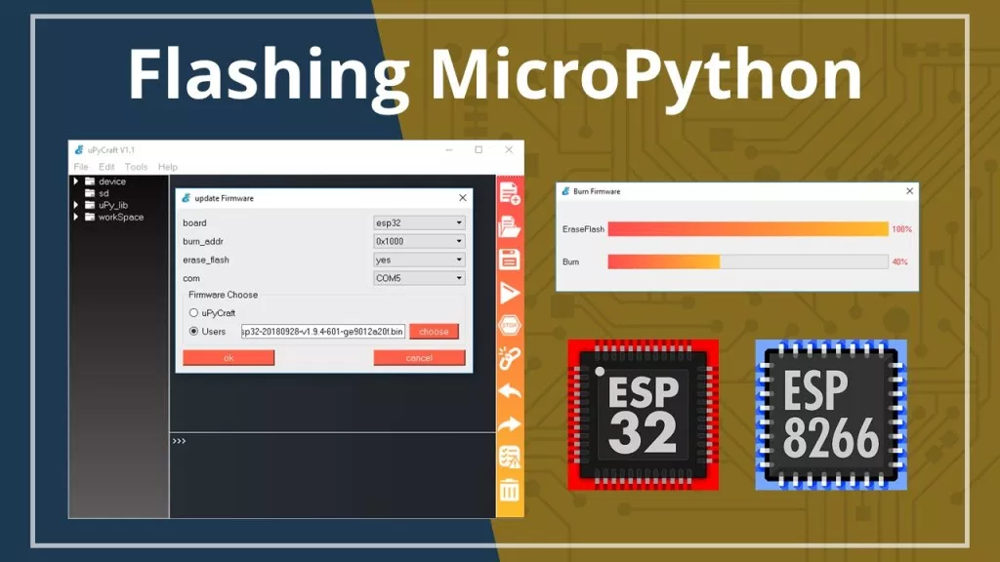 Flashing MicroPython
uPyCraft V1.1
File Edit Tools Help
device
sd
uPy_lib
workSpace
update Firmware
board esp32
burn_addr 0x1000
erase_flash yes
com COM5
Firmware Choose
uPyCraft
Users sp32-20180928-v1.9.4-601-ge9012a20f.bin choose
ok cancel
>>>
STOP
Burn Firmware
EraseFlash 100%
Burn 40%
ESP
32
ESP
8266